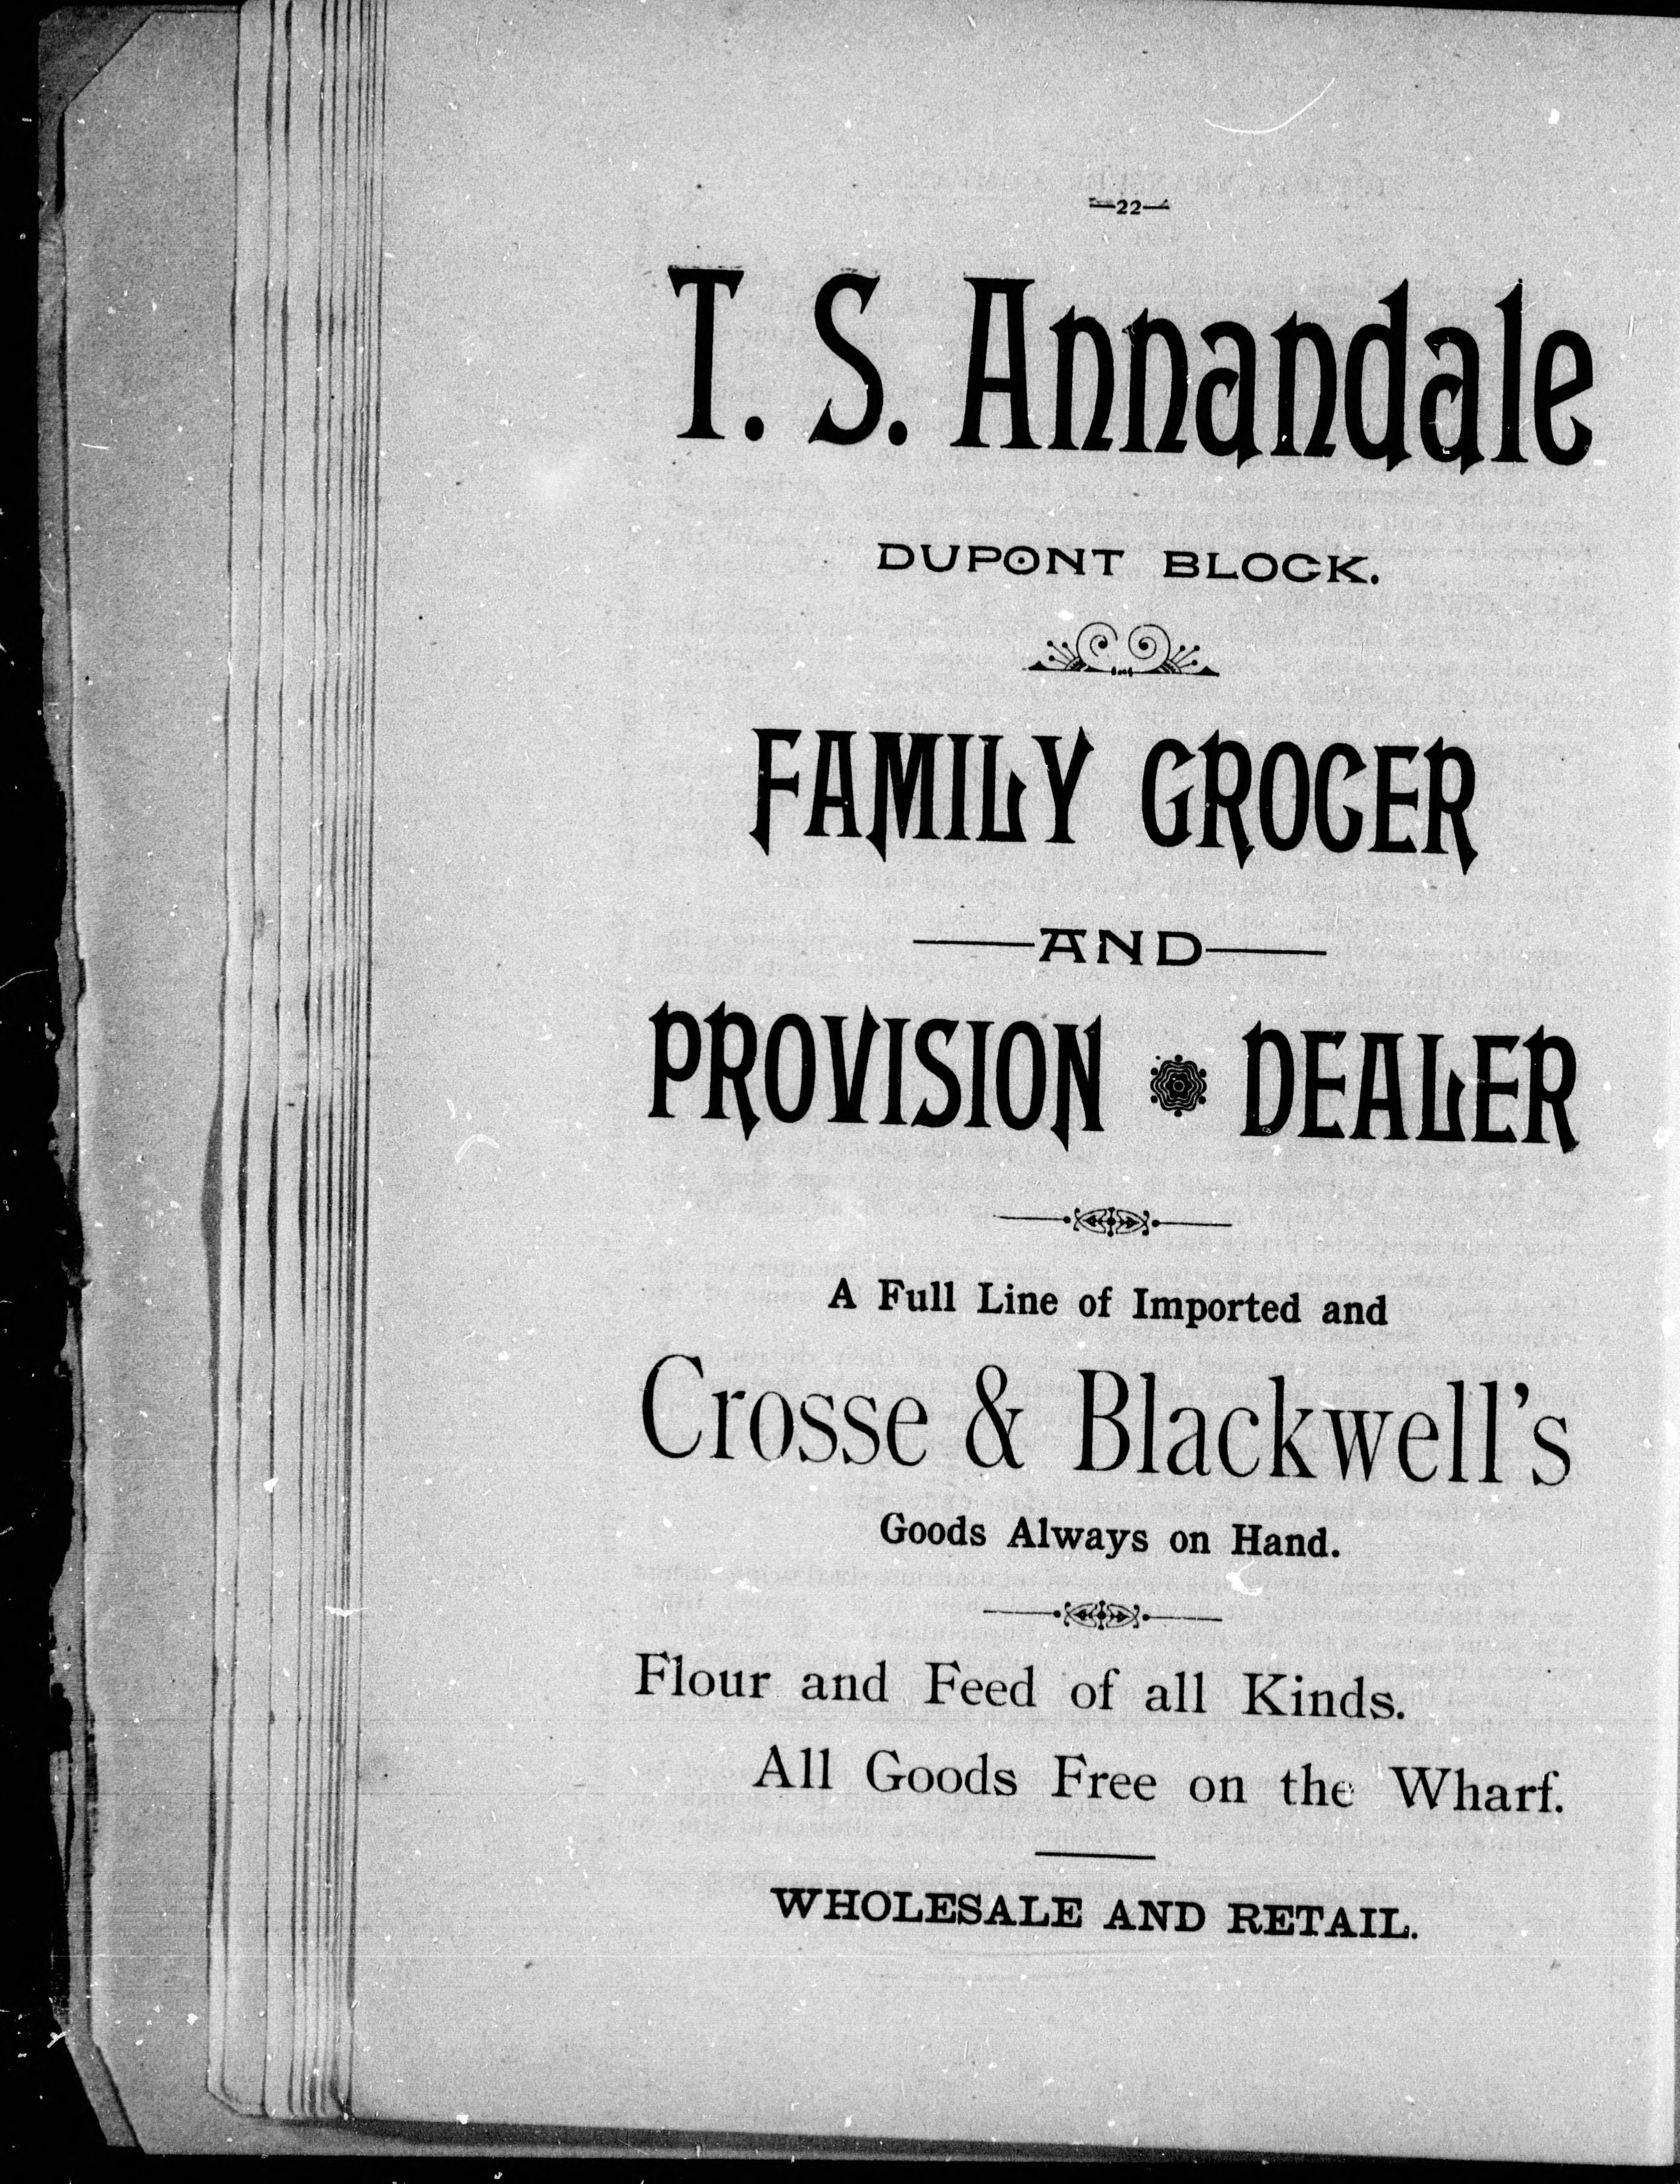 —22—
T. S. Annandale
DUPONT BLOCK.
FAMILY GROCER
—AND—
PROVISION DEALER
A Full Line of Imported and
Crosse & Blackwell's
Goods Always on Hand.
Flour and Feed of all Kinds.
All Goods Free on the Wharf.
WHOLESALE AND RETAIL.